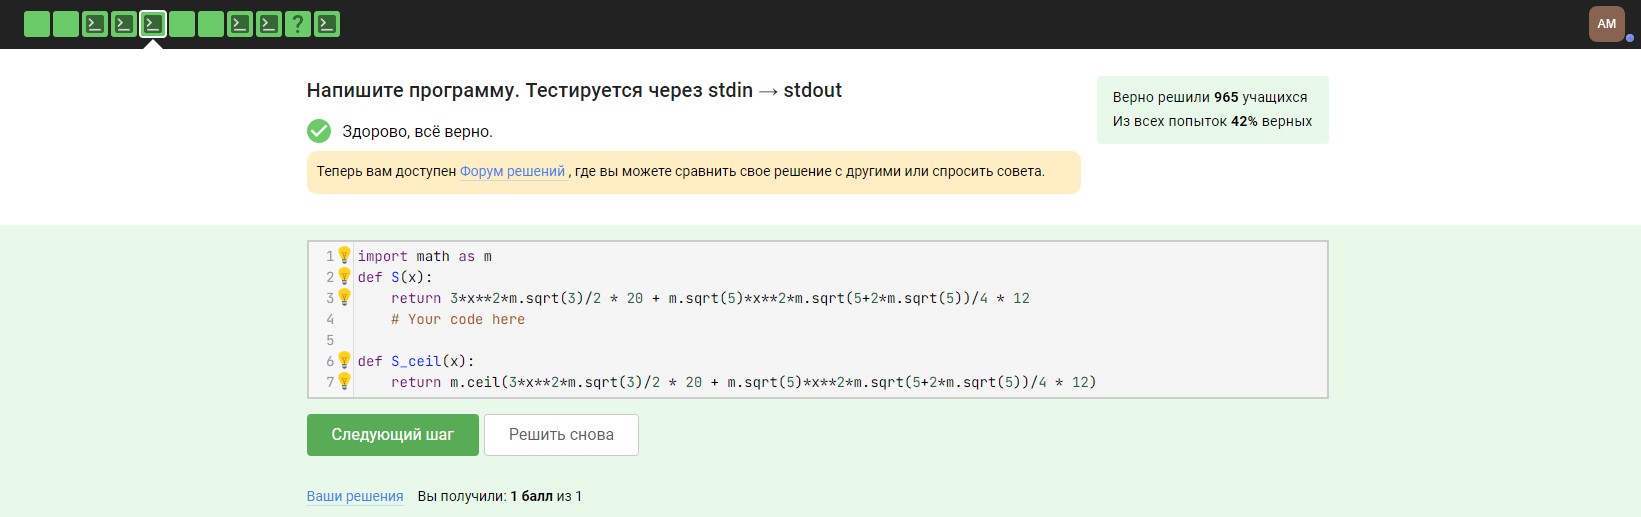 ?
AM
Напишите программу. Тестируется через stdin → stdout
Здорово, всё верно.
Теперь вам доступен Форум решений , где вы можете сравнить свое решение с другими или спросить совета.
Верно решили 965 учащихся
Из всех попыток 42% верных
1 import math as m
2 def S(x):
3     return 3*x**2*m.sqrt(3)/2 * 20 + m.sqrt(5)*x**2*m.sqrt(5+2*m.sqrt(5))/4 * 12
4     # Your code here
5
6 def S_ceil(x):
7     return m.ceil(3*x**2*m.sqrt(3)/2 * 20 + m.sqrt(5)*x**2*m.sqrt(5+2*m.sqrt(5))/4 * 12)
Следующий шаг Решить снова
Ваши решения Вы получили: 1 балл из 1